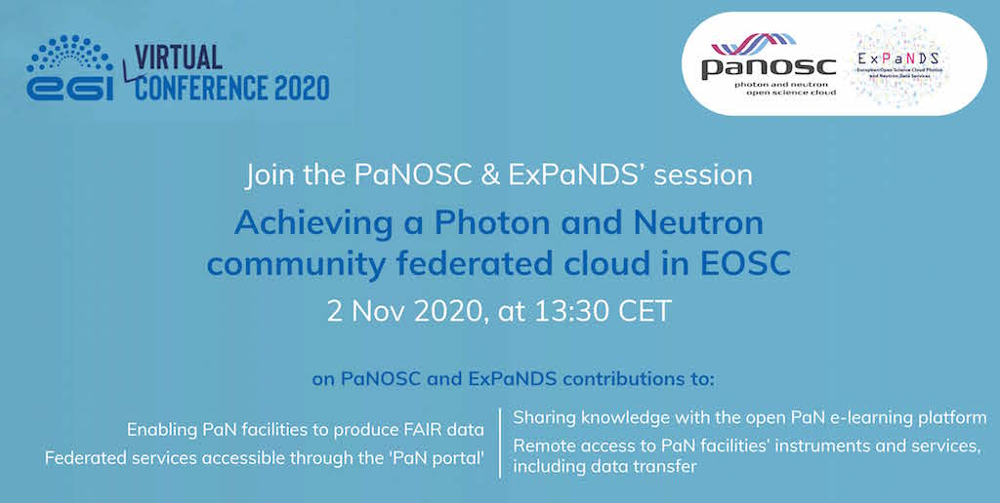 egi
VIRTUAL
CONFERENCE 2020
panosc
photon and neutron
open science cloud
ExPaNDS
European Open Science Cloud Photon
and Neutron Data Services
Join the PaNOSC & ExPaNDS' session
Achieving a Photon and Neutron
community federated cloud in EOSC
2 Nov 2020, at 13:30 CET
on PaNOSC and ExPaNDS contributions to:
Enabling PaN facilities to produce FAIR data
Federated services accessible through the 'PaN portal'
Sharing knowledge with the open PaN e-learning platform
Remote access to PaN facilities' instruments and services,
including data transfer